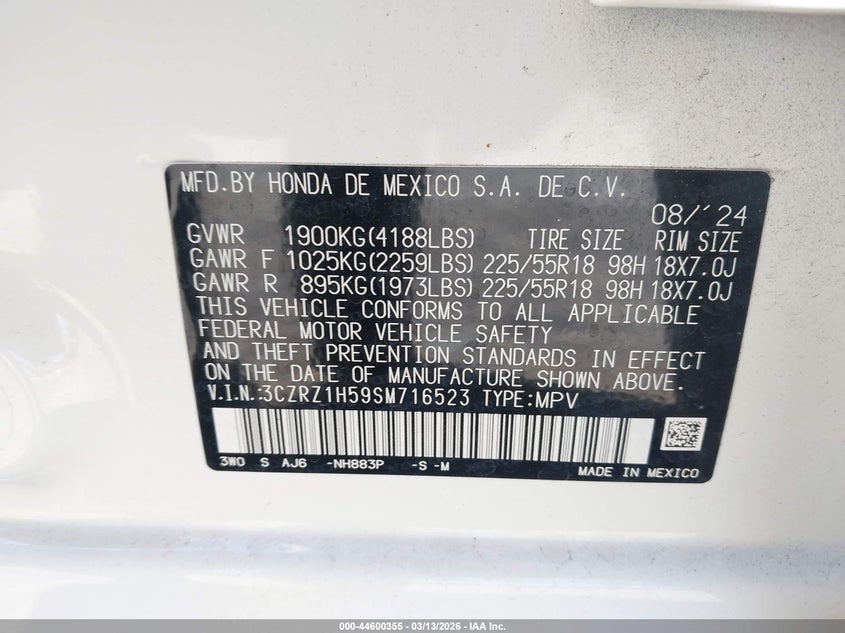 MFD.BY HONDA DE MEXICO S.A. DE C.V.
08/'24
GVWR 1900KG(4188LBS) TIRE SIZE RIM SIZE
GAWR F 1025KG(2259LBS) 225/55R18 98H 18X7.0J
GAWR R 895KG(1973LBS) 225/55R18 98H 18X7.0J
THIS VEHICLE CONFORMS TO ALL APPLICABLE
FEDERAL MOTOR VEHICLE SAFETY
AND THEFT PREVENTION STANDARDS IN EFFECT
ON THE DATE OF MANUFACTURE SHOWN ABOVE.
V.I.N.:3CZRZ1H59SM716523 TYPE:MPV
3W0 S AJ6 -NH883P -S -M MADE IN MEXICO
000-44600355 | 03/13/2026 - IAA Inc.